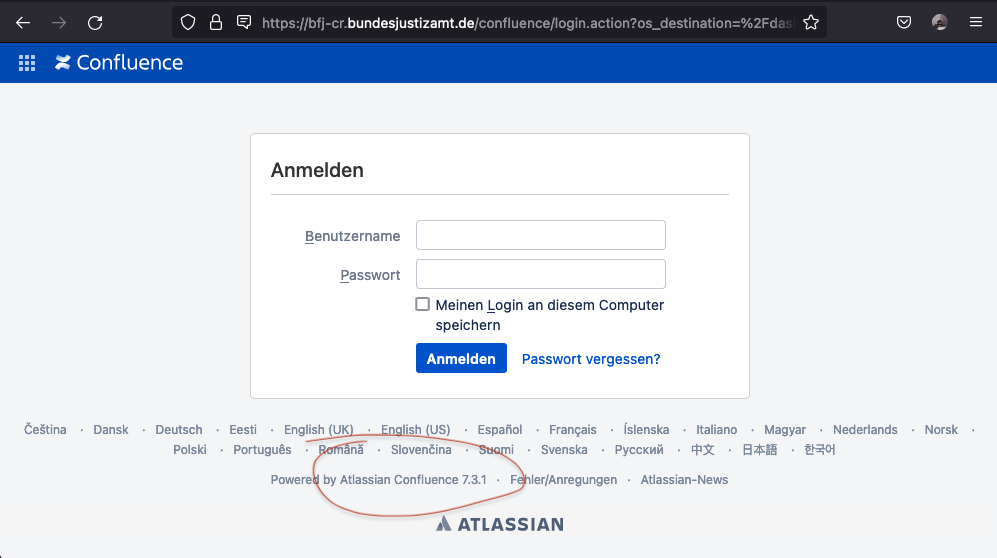 https://bfj-cr.bundesjustizamt.de/confluence/login.action?os_destination=%2Fdas
Confluence
Anmelden
Benutzername
Passwort
Meinen Login an diesem Computer
speichern
Anmelden Passwort vergessen?
Čeština · Dansk · Deutsch · Eesti · English (UK) · English (US) · Español · Français · Íslenska · Italiano · Magyar · Nederlands · Norsk ·
Polski · Português · Română · Slovenčina · Suomi · Svenska · Русский · 中文 · 日本語 · 한국어
Powered by Atlassian Confluence 7.3.1 · Fehler/Anregungen · Atlassian-News
ATLASSIAN